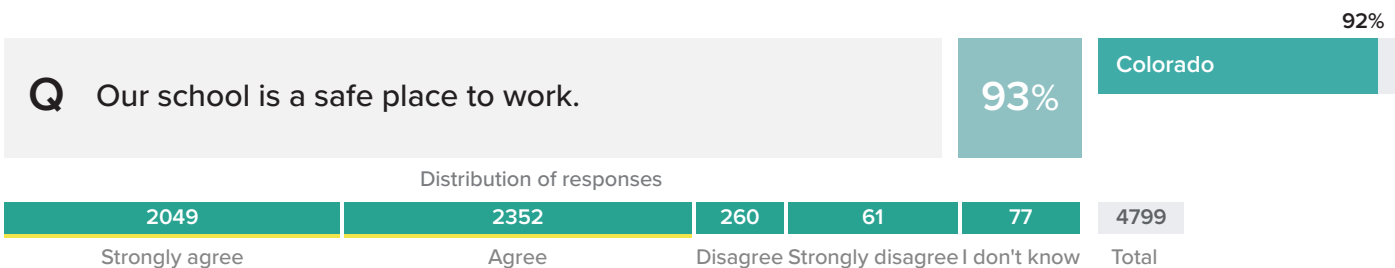 92%
Q Our school is a safe place to work.
93%
Colorado
Distribution of responses
2049 2352 260 61 77 4799
Strongly agree Agree Disagree Strongly disagree I don't know Total